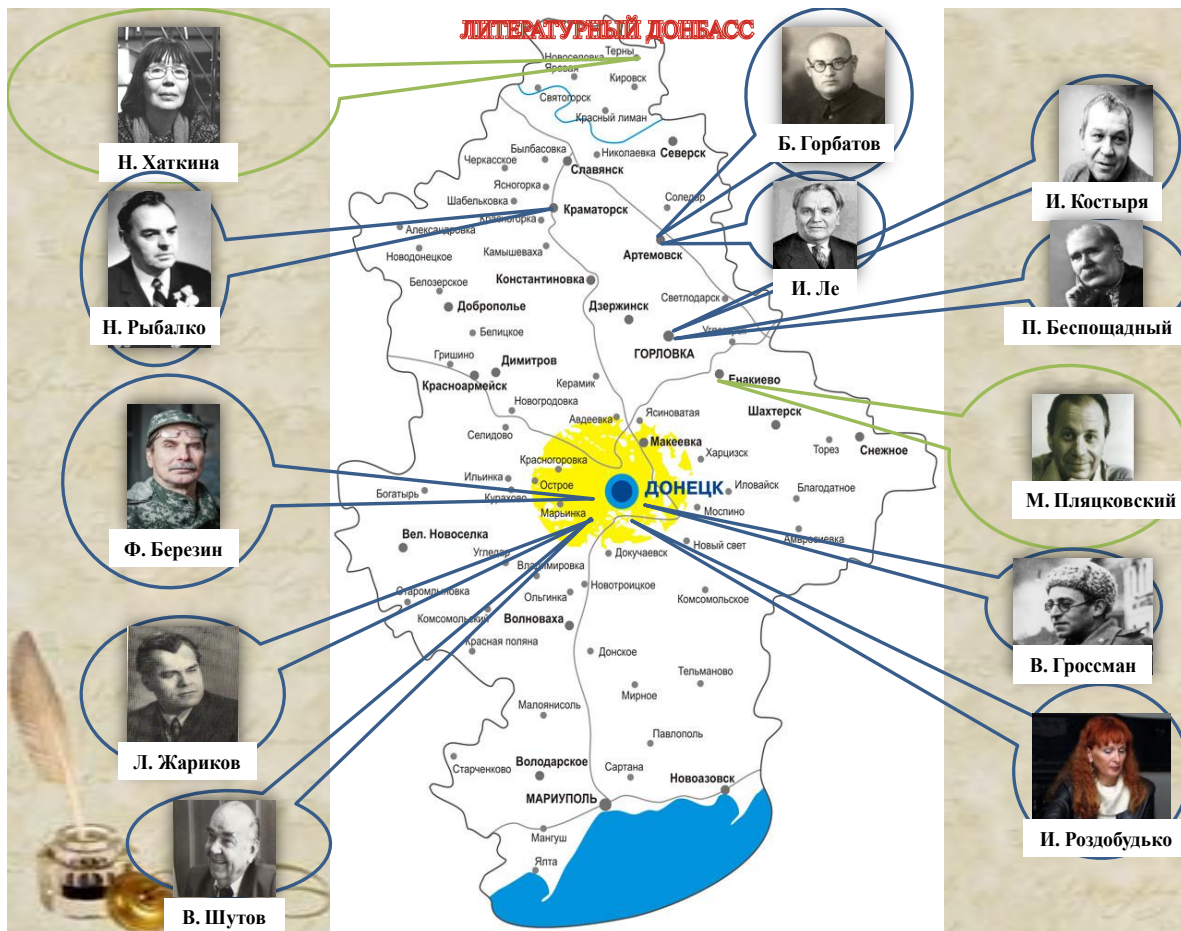 ЛИТЕРАТУРНЫЙ ДОНБАСС
Н. Хаткина
Н. Рыбалко
Ф. Березин
Л. Жариков
В. Шутов
Б. Горбатов
И. Ле
И. Костыря
П. Беспощадный
М. Пляцковский
В. Гроссман
И. Роздобудько
Новоселовка
Терны
Яровая
Кировск
Святогорск
Красный лиман
Былбасовка
Николаевка
Северск
Черкасское
Славянск
Ясногорка
Соледар
Шабельковка
Краматорск
Красногорка
Александровка
Артемовск
Новодонецкое
Камышеваха
Константиновка
Белозерское
Светлодарск
Доброполье
Дзержинск
Белицкое
ГОРЛОВКА
Гришино
Димитров
Красноармейск
Керамик
Енакиево
Новогродовка
Авдеевка
Ясиноватая
Шахтерск
Селидово
Макеевка
Торез
Снежное
Красногоровка
Харцизск
Ильинка
Острое
ДОНЕЦК
Иловайск
Благодатное
Богатырь
Курахово
Марьинка
Моспино
Амвросиевка
Вел. Новоселка
Угледар
Докучаевск
Новый свет
Владимировка
Новотроицкое
Старомлыновка
Ольгинка
Комсомольское
Комсомольский
Волноваха
Красная поляна
Донское
Тельманово
Мирное
Малоянисоль
Павлополь
Старченково
Володарское
Сартана
Новоазовск
МАРИУПОЛЬ
Мангуш
Ялта